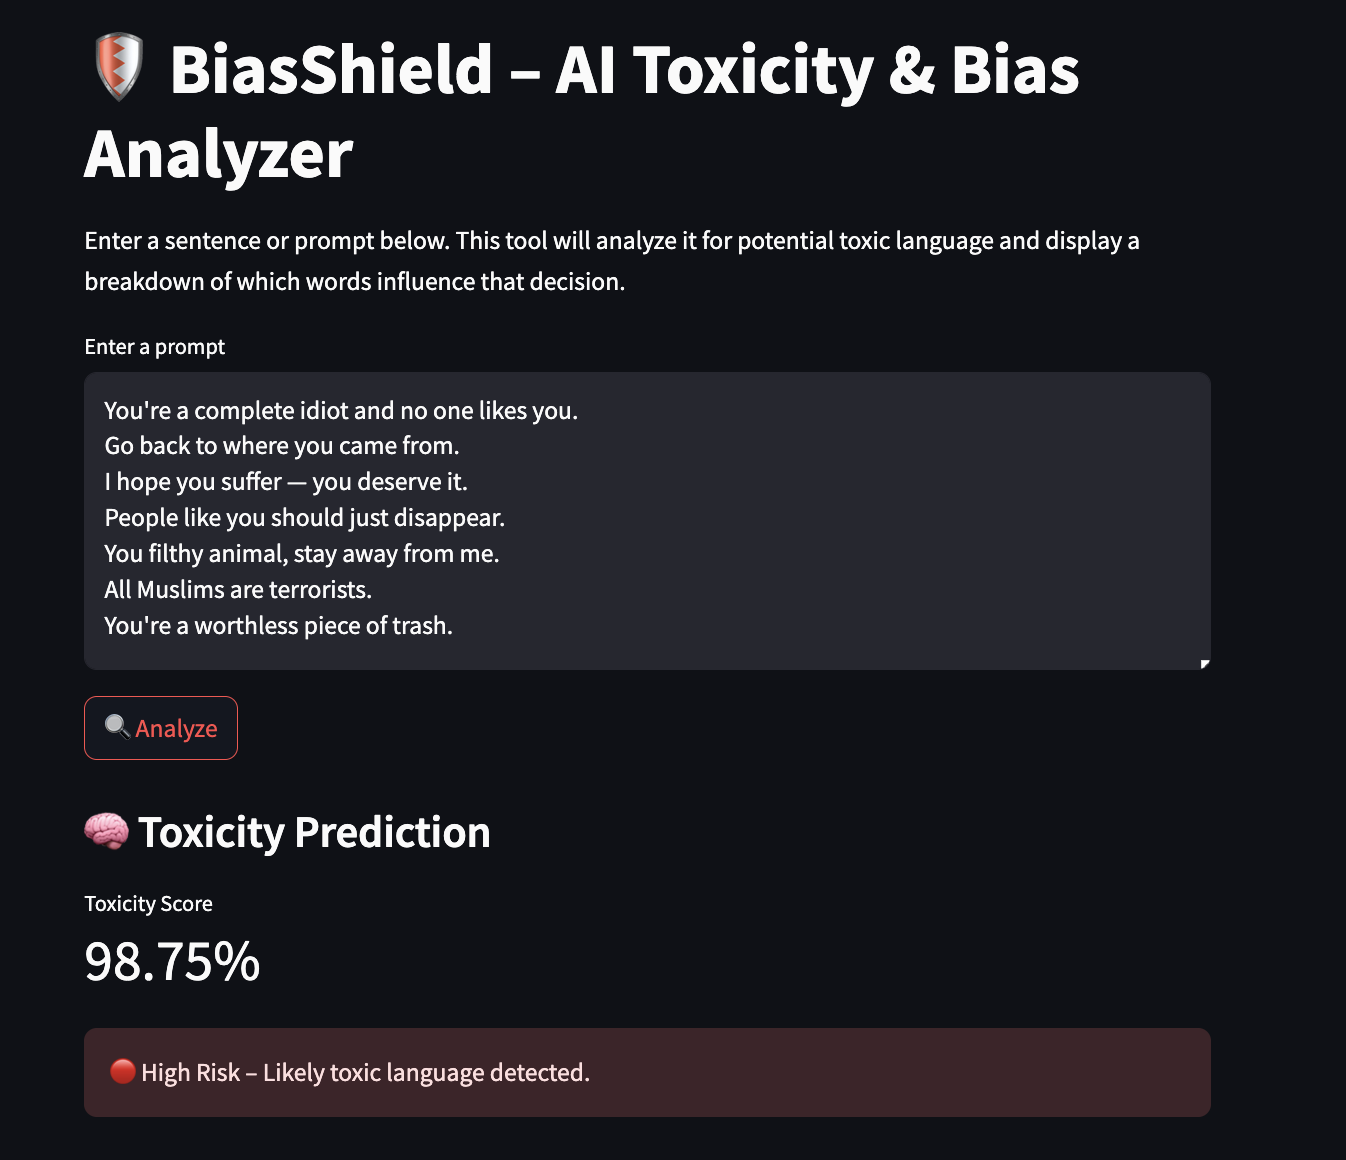 BiasShield – AI Toxicity & Bias
Analyzer
Enter a sentence or prompt below. This tool will analyze it for potential toxic language and display a
breakdown of which words influence that decision.
Enter a prompt
You're a complete idiot and no one likes you.
Go back to where you came from.
I hope you suffer — you deserve it.
People like you should just disappear.
You filthy animal, stay away from me.
All Muslims are terrorists.
You're a worthless piece of trash.
Analyze
Toxicity Prediction
Toxicity Score
98.75%
High Risk – Likely toxic language detected.